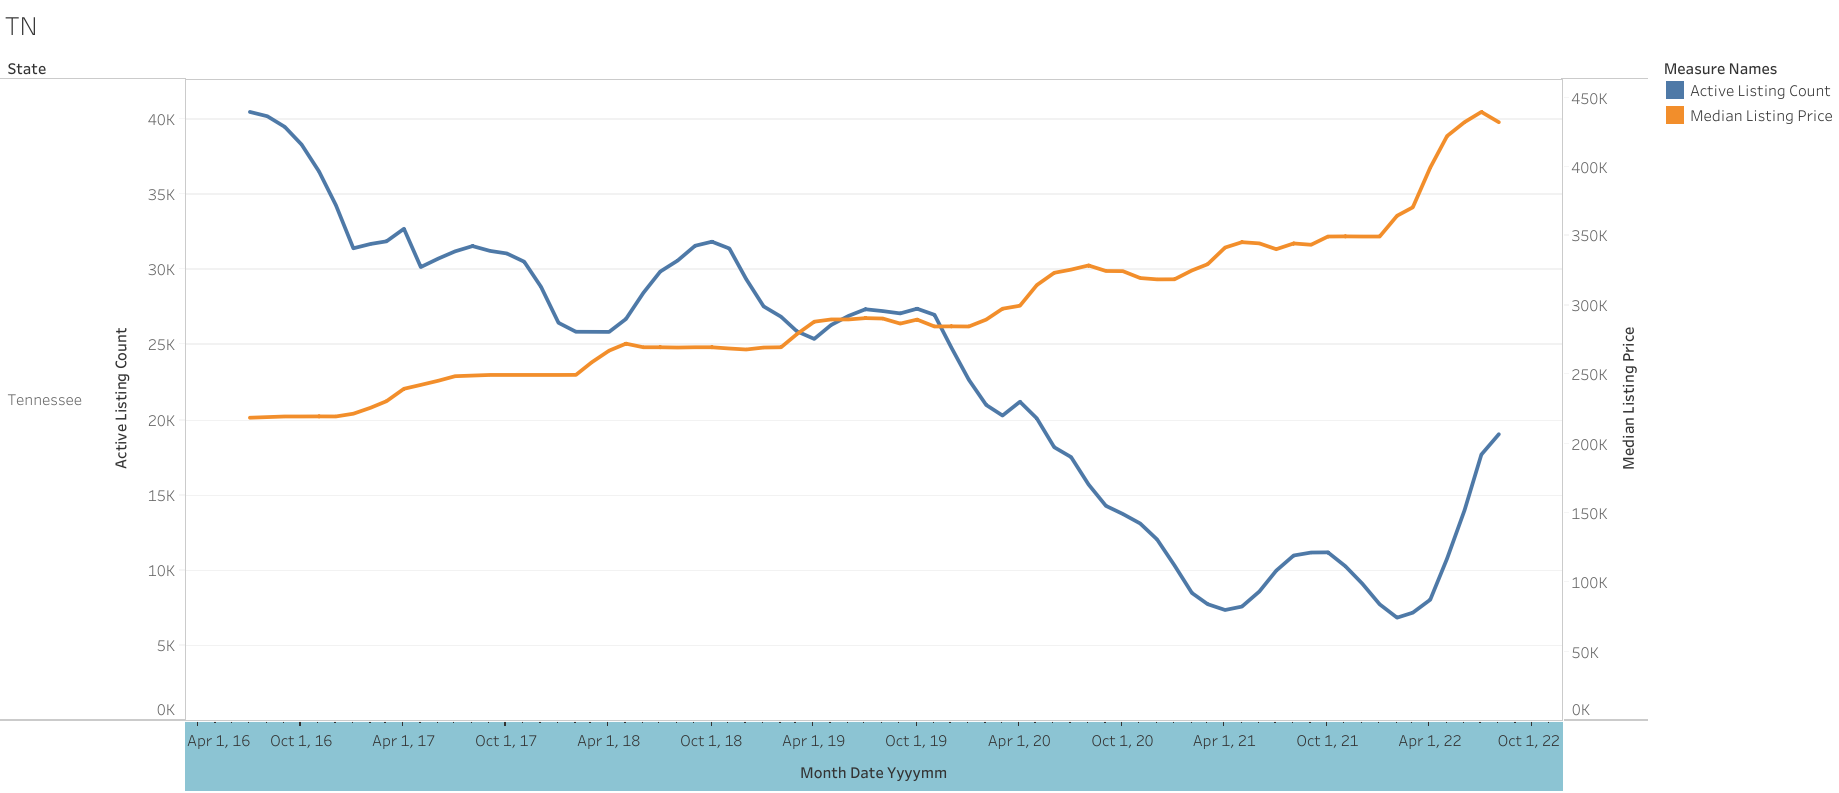 TN
State
Measure Names
Active Listing Count
Median Listing Price
Tennessee
Active Listing Count
40K
35K
30K
25K
20K
15K
10K
5K
0K
450K
400K
350K
300K
250K
200K
150K
100K
50K
0K
Median Listing Price
Apr 1, 16 Oct 1, 16 Apr 1, 17 Oct 1, 17 Apr 1, 18 Oct 1, 18 Apr 1, 19 Oct 1, 19 Apr 1, 20 Oct 1, 20 Apr 1, 21 Oct 1, 21 Apr 1, 22 Oct 1, 22
Month Date Yyyymm